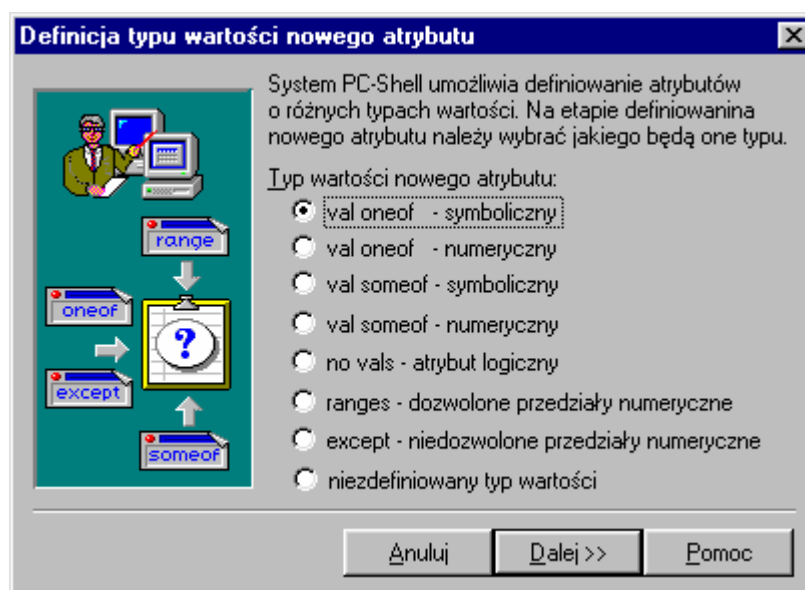 Definicja typu wartości nowego atrybutu
System PC-Shell umożliwia definiowanie atrybutów
o różnych typach wartości. Na etapie definiowanina
nowego atrybutu należy wybrać jakiego będą one typu.
Typ wartości nowego atrybutu:
val oneof - symboliczny
val oneof - numeryczny
val someof - symboliczny
val someof - numeryczny
no vals - atrybut logiczny
ranges - dozwolone przedziały numeryczne
except - niedozwolone przedziały numeryczne
niezdefiniowany typ wartości
range
oneof
?
except
someof
Anuluj
Dalej >>
Pomoc